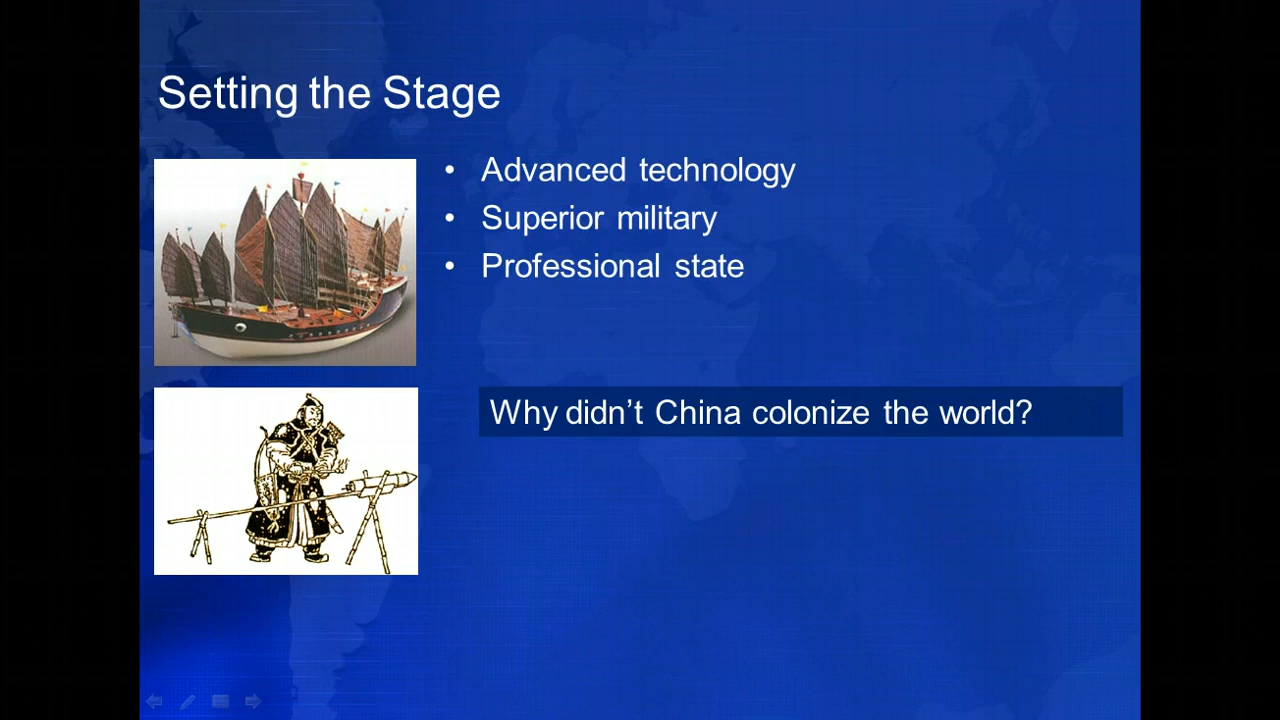 Setting the Stage
• Advanced technology
• Superior military
• Professional state
Why didn’t China colonize the world?